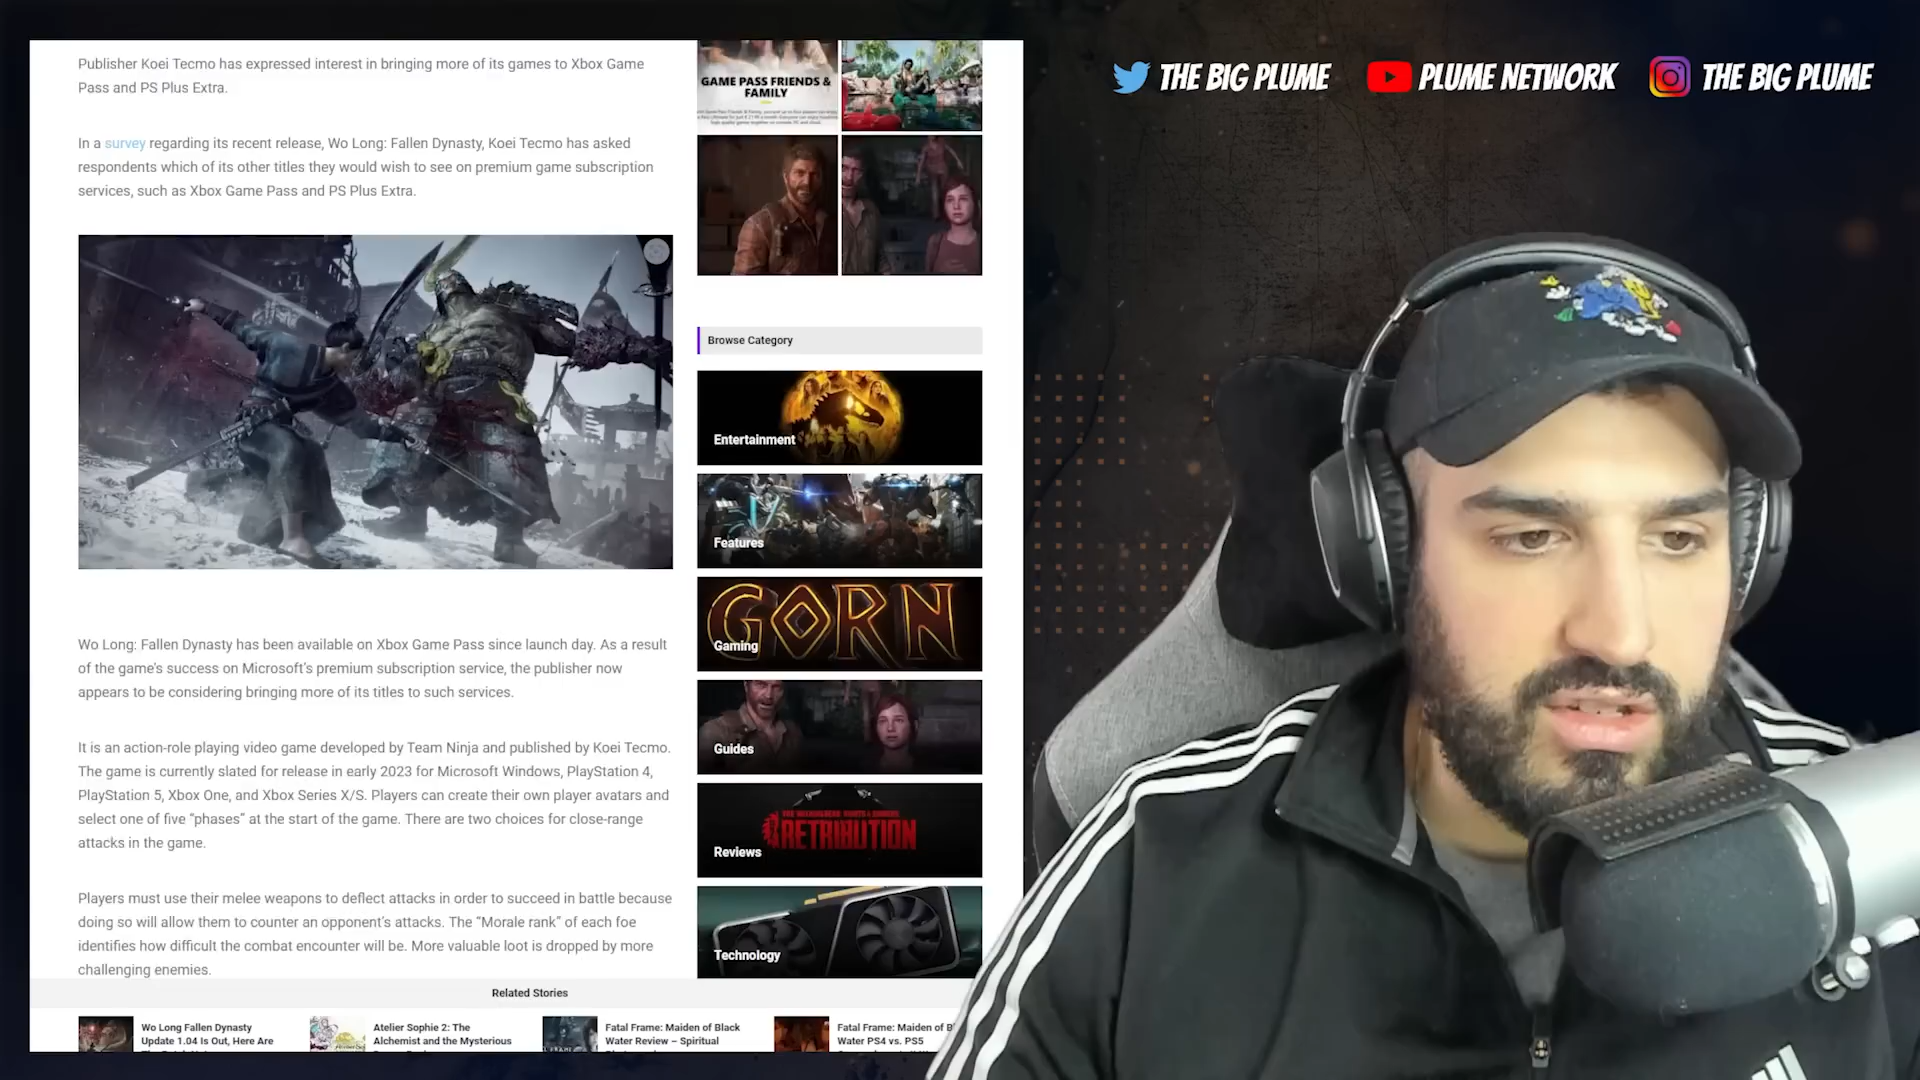 THE BIG PLUME PLUME NETWORK THE BIG PLUME
Publisher Koei Tecmo has expressed interest in bringing more of its games to Xbox Game
Pass and PS Plus Extra.
In a survey regarding its recent release, Wo Long: Fallen Dynasty, Koei Tecmo has asked
respondents which of its other titles they would wish to see on premium game subscription
services, such as Xbox Game Pass and PS Plus Extra.
Wo Long: Fallen Dynasty has been available on Xbox Game Pass since launch day. As a result
of the game's success on Microsoft's premium subscription service, the publisher now
appears to be considering bringing more of its titles to such services.
It is an action-role playing video game developed by Team Ninja and published by Koei Tecmo.
The game is currently slated for release in early 2023 for Microsoft Windows, PlayStation 4,
PlayStation 5, Xbox One, and Xbox Series X/S. Players can create their own player avatars and
select one of five “phases” at the start of the game. There are two choices for close-range
attacks in the game.
Players must use their melee weapons to deflect attacks in order to succeed in battle because
doing so will allow them to counter an opponent's attacks. The “Morale rank” of each foe
identifies how difficult the combat encounter will be. More valuable loot is dropped by more
challenging enemies.
GAME PASS FRIENDS &
FAMILY
Browse Category
Entertainment
Features
GORN
Gaming
Guides
RETRIBUTION
Reviews
Technology
Related Stories
Wo Long Fallen Dynasty
Update 1.04 Is Out, Here Are
Atelier Sophie 2: The
Alchemist and the Mysterious
Fatal Frame: Maiden of Black
Water Review – Spiritual
Fatal Frame: Maiden of
Water PS4 vs. PS5